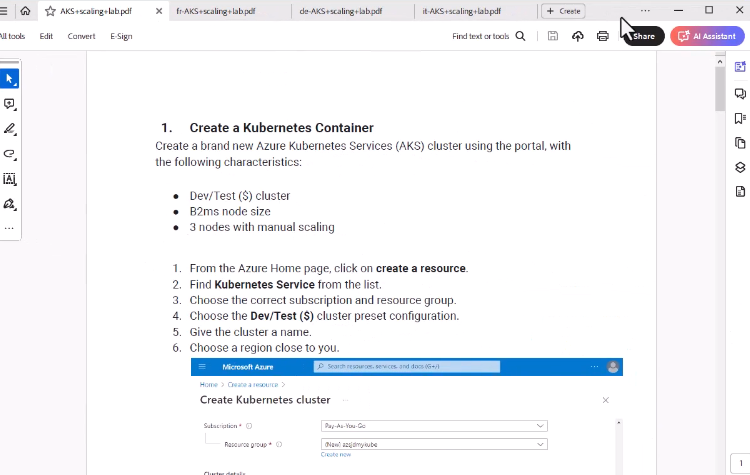 AKS+scaling+lab.pdf
fr-AKS+scaling+lab.pdf
de-AKS+scaling+lab.pdf
it-AKS+scaling+lab.pdf
+ Create
All tools
Edit
Convert
E-Sign
Find text or tools
Share
AI Assistant
1. Create a Kubernetes Container
Create a brand new Azure Kubernetes Services (AKS) cluster using the portal, with
the following characteristics:
● Dev/Test ($) cluster
● B2ms node size
● 3 nodes with manual scaling
1. From the Azure Home page, click on create a resource.
2. Find Kubernetes Service from the list.
3. Choose the correct subscription and resource group.
4. Choose the Dev/Test ($) cluster preset configuration.
5. Give the cluster a name.
6. Choose a region close to you.
Microsoft Azure
Search resources, services, and docs (G+/)
Home > Create a resource >
Create Kubernetes cluster
Subscription *
Pay-As-You-Go
Resource group *
(New) azsjdmykube
Create new
Cluster details
1